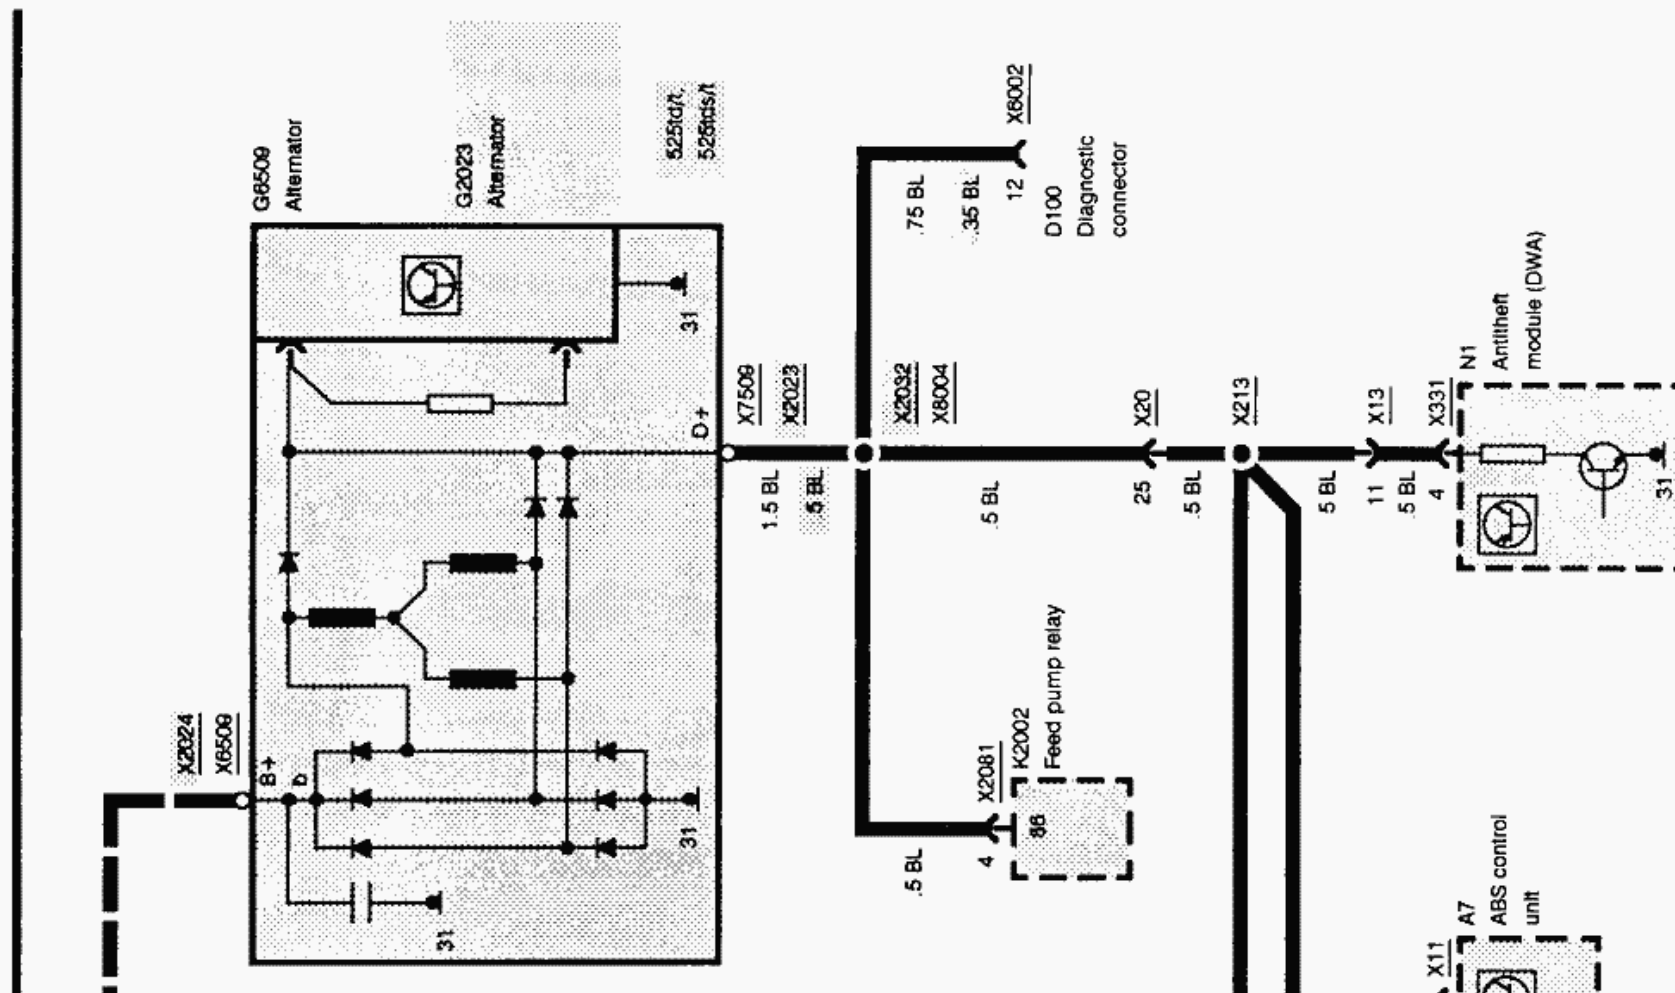 G6509
Alternator
G2023
Alternator
525td/t,
525tds/t
31
D+
X7509
X2023
1.5 BL
.5 BL
X2024
X6509
B+
D
31
31
X6002
.75 BL
.35 BL
12
D100
Diagnostic
connector
X2032
X8004
.5 BL
X20
25
.5 BL
X213
.5 BL
X13
11
.5 BL
X331
4
N1
Antitheft
module (DWA)
31
.5 BL
4
X2081
86
K2002
Feed pump relay
X11
A7
ABS control
unit